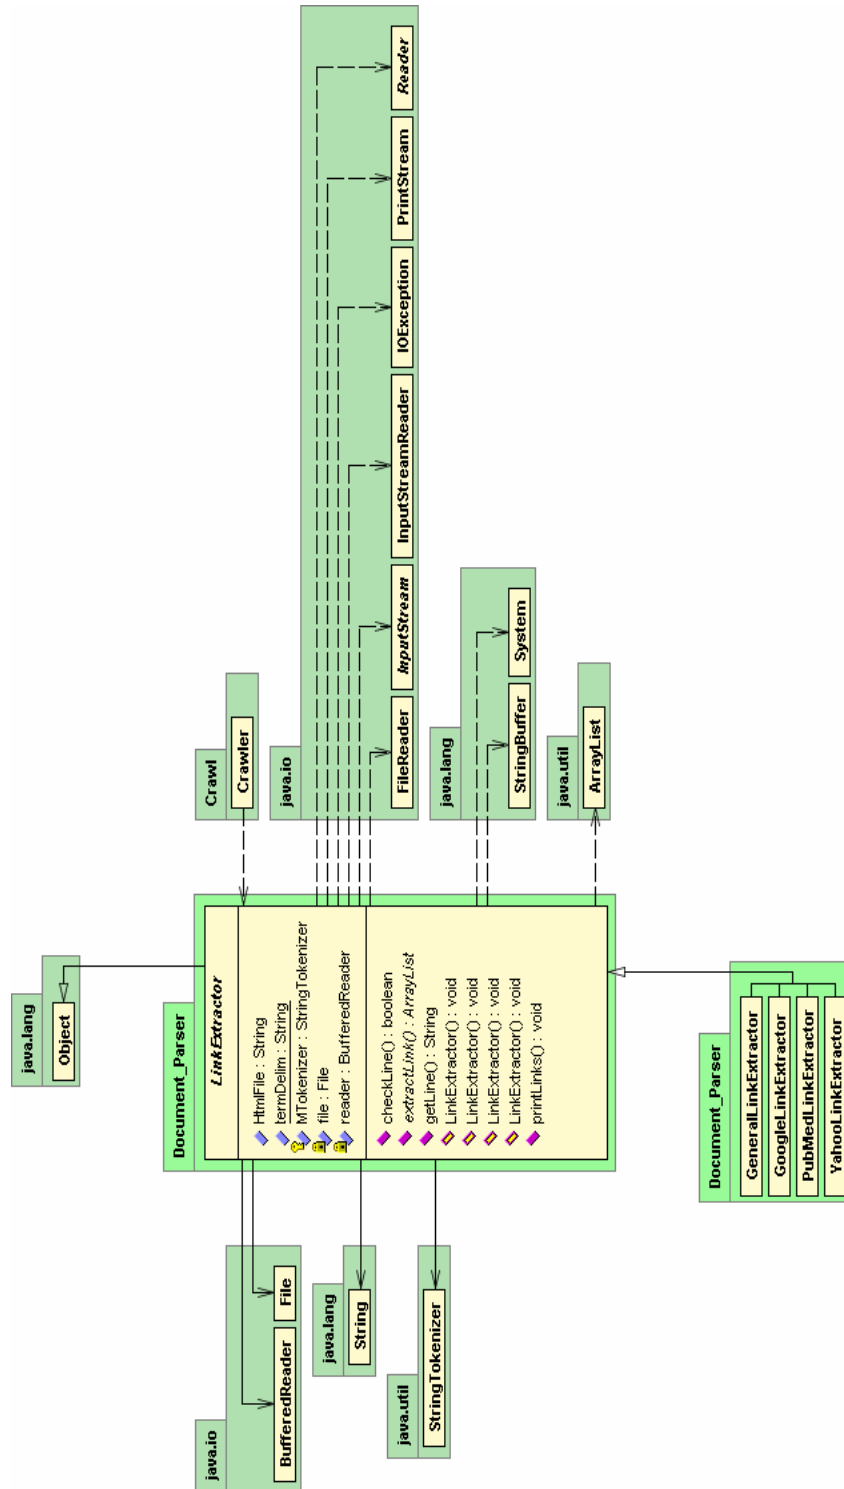 java.io
BufferedReader
File
java.lang
String
java.util
StringTokenizer
java.lang
Object
Document_Parser
LinkExtractor
HtmlFile : String
termDelim : String
MTokenizer : StringTokenizer
file : File
reader : BufferedReader
checkLine() : boolean
extractLink() : ArrayList
getLine() : String
LinkExtractor() : void
LinkExtractor() : void
LinkExtractor() : void
LinkExtractor() : void
printLinks() : void
Document_Parser
GeneralLinkExtractor
GoogleLinkExtractor
PubMedLinkExtractor
YahooLinkExtractor
Crawl
Crawler
java.io
FileReader
InputStream
InputStreamReader
IOException
PrintStream
Reader
java.lang
StringBuffer
System
java.util
ArrayList